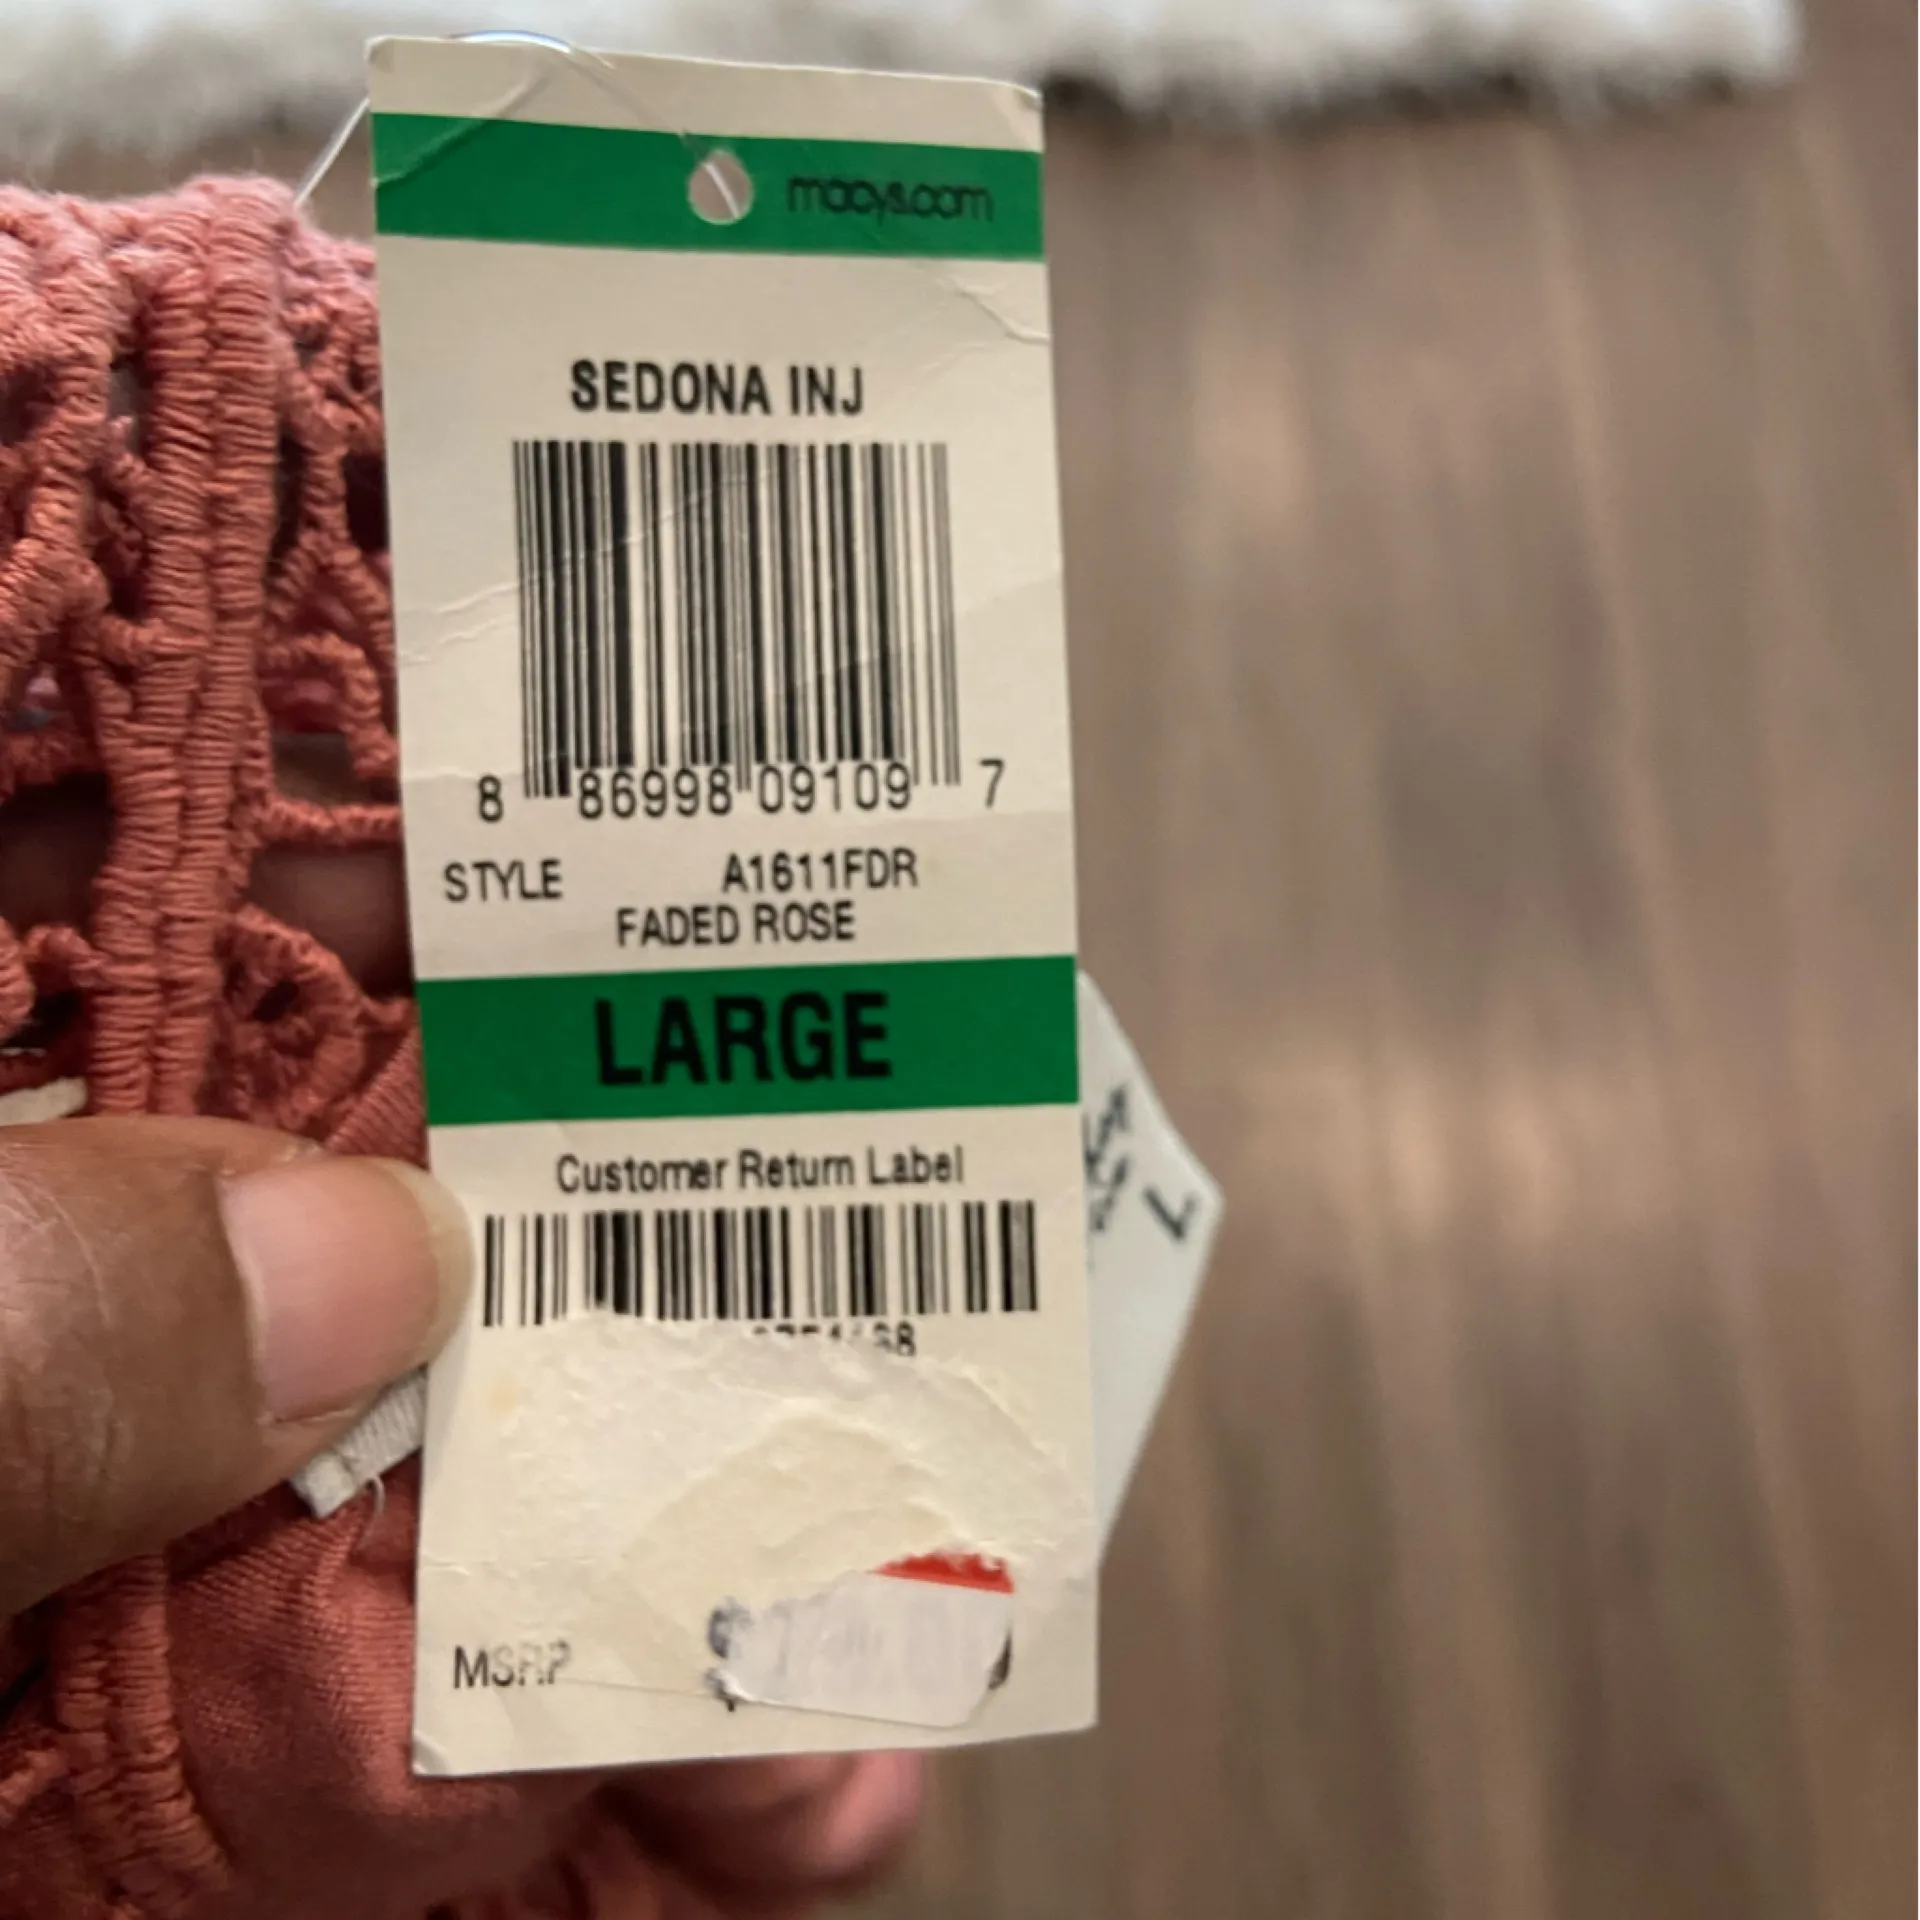 macys.com
SEDONA INJ
8 86998 09109 7
STYLE A1611FDR
FADED ROSE
LARGE
Customer Return Label
MSRP
$
L